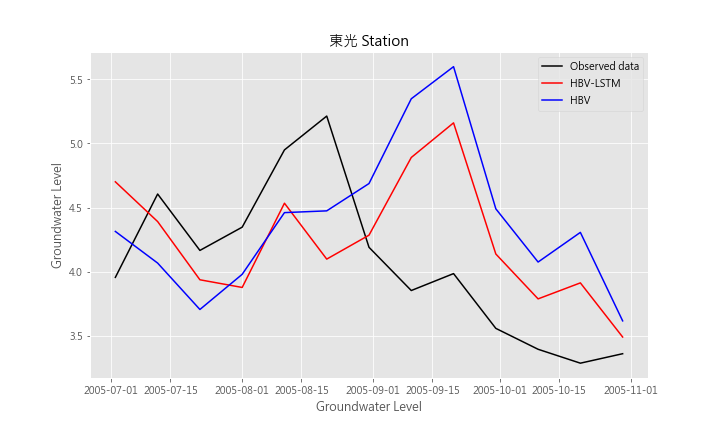 東光 Station
Observed data
HBV-LSTM
HBV
5.5
5.0
4.5
4.0
3.5
Groundwater Level
2005-07-01 2005-07-15 2005-08-01 2005-08-15 2005-09-01 2005-09-15 2005-10-01 2005-10-15 2005-11-01
Groundwater Level